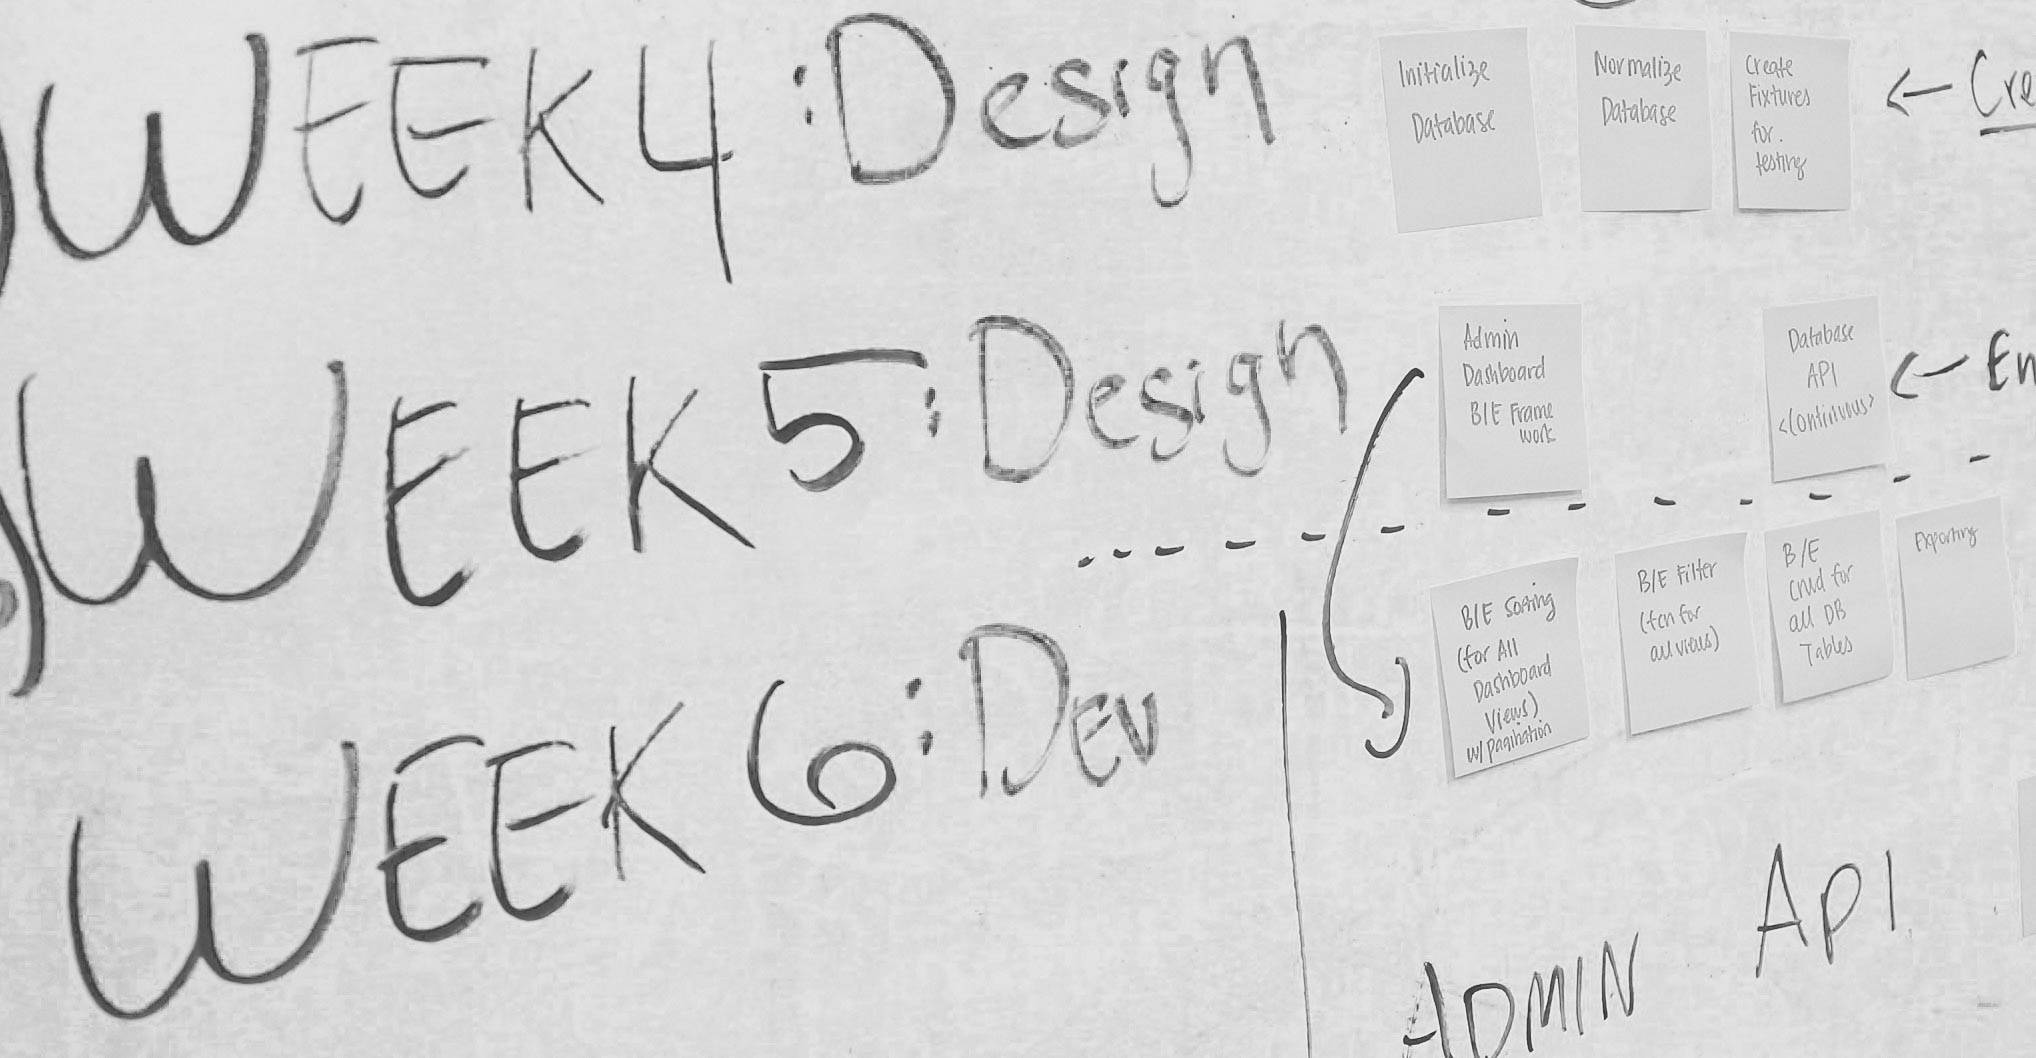 WEEK 4 : Design
Initialize
Database
Normalize
Database
Create
Fixtures
for.
testing
← Cre
WEEK 5 : Design
Admin
Dashboard
B/E Frame
work
Database
API
<Continuous>
← En
WEEK 6 : DEV
B/E Sorting
(for All
Dashboard
Views)
w/ pagination
B/E Filter
(fcn for
all views)
B/E
crud for
all DB
Tables
Exporting
ADMIN
API